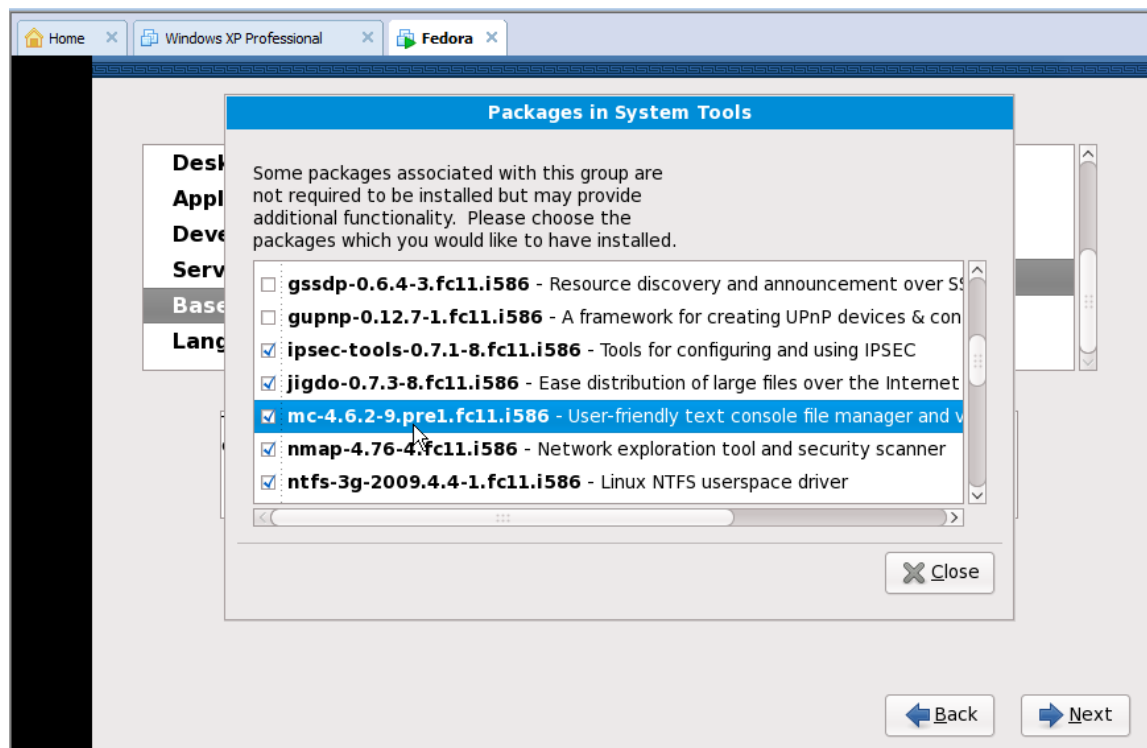 Home Windows XP Professional Fedora
Packages in System Tools
Some packages associated with this group are
not required to be installed but may provide
additional functionality. Please choose the
packages which you would like to have installed.
Desk
Appl
Deve
Serv
Base
Lang
gssdp-0.6.4-3.fc11.i586 - Resource discovery and announcement over SS
gupnp-0.12.7-1.fc11.i586 - A framework for creating UPnP devices & con
ipsec-tools-0.7.1-8.fc11.i586 - Tools for configuring and using IPSEC
jigdo-0.7.3-8.fc11.i586 - Ease distribution of large files over the Internet
mc-4.6.2-9.pre1.fc11.i586 - User-friendly text console file manager and v
nmap-4.76-4.fc11.i586 - Network exploration tool and security scanner
ntfs-3g-2009.4.4-1.fc11.i586 - Linux NTFS userspace driver
Close
Back Next